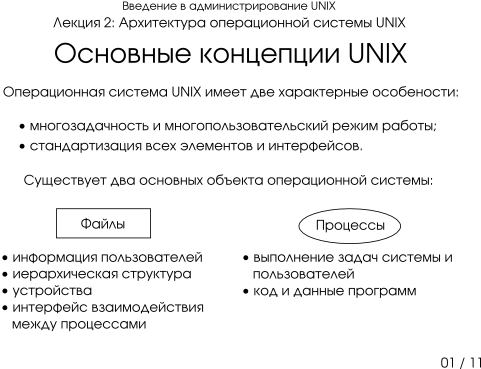 Введение в администрирование UNIX
Лекция 2: Архитектура операционной системы UNIX
Основные концепции UNIX
Операционная система UNIX имеет две характерные особености:
• многозадачность и многопользовательский режим работы;
• стандартизация всех элементов и интерфейсов.
Существует два основных объекта операционной системы:
Файлы
• информация пользователей
• иерархическая структура
• устройства
• интерфейс взаимодействия
между процессами
Процессы
• выполнение задач системы и
пользователей
• код и данные программ
01 / 11